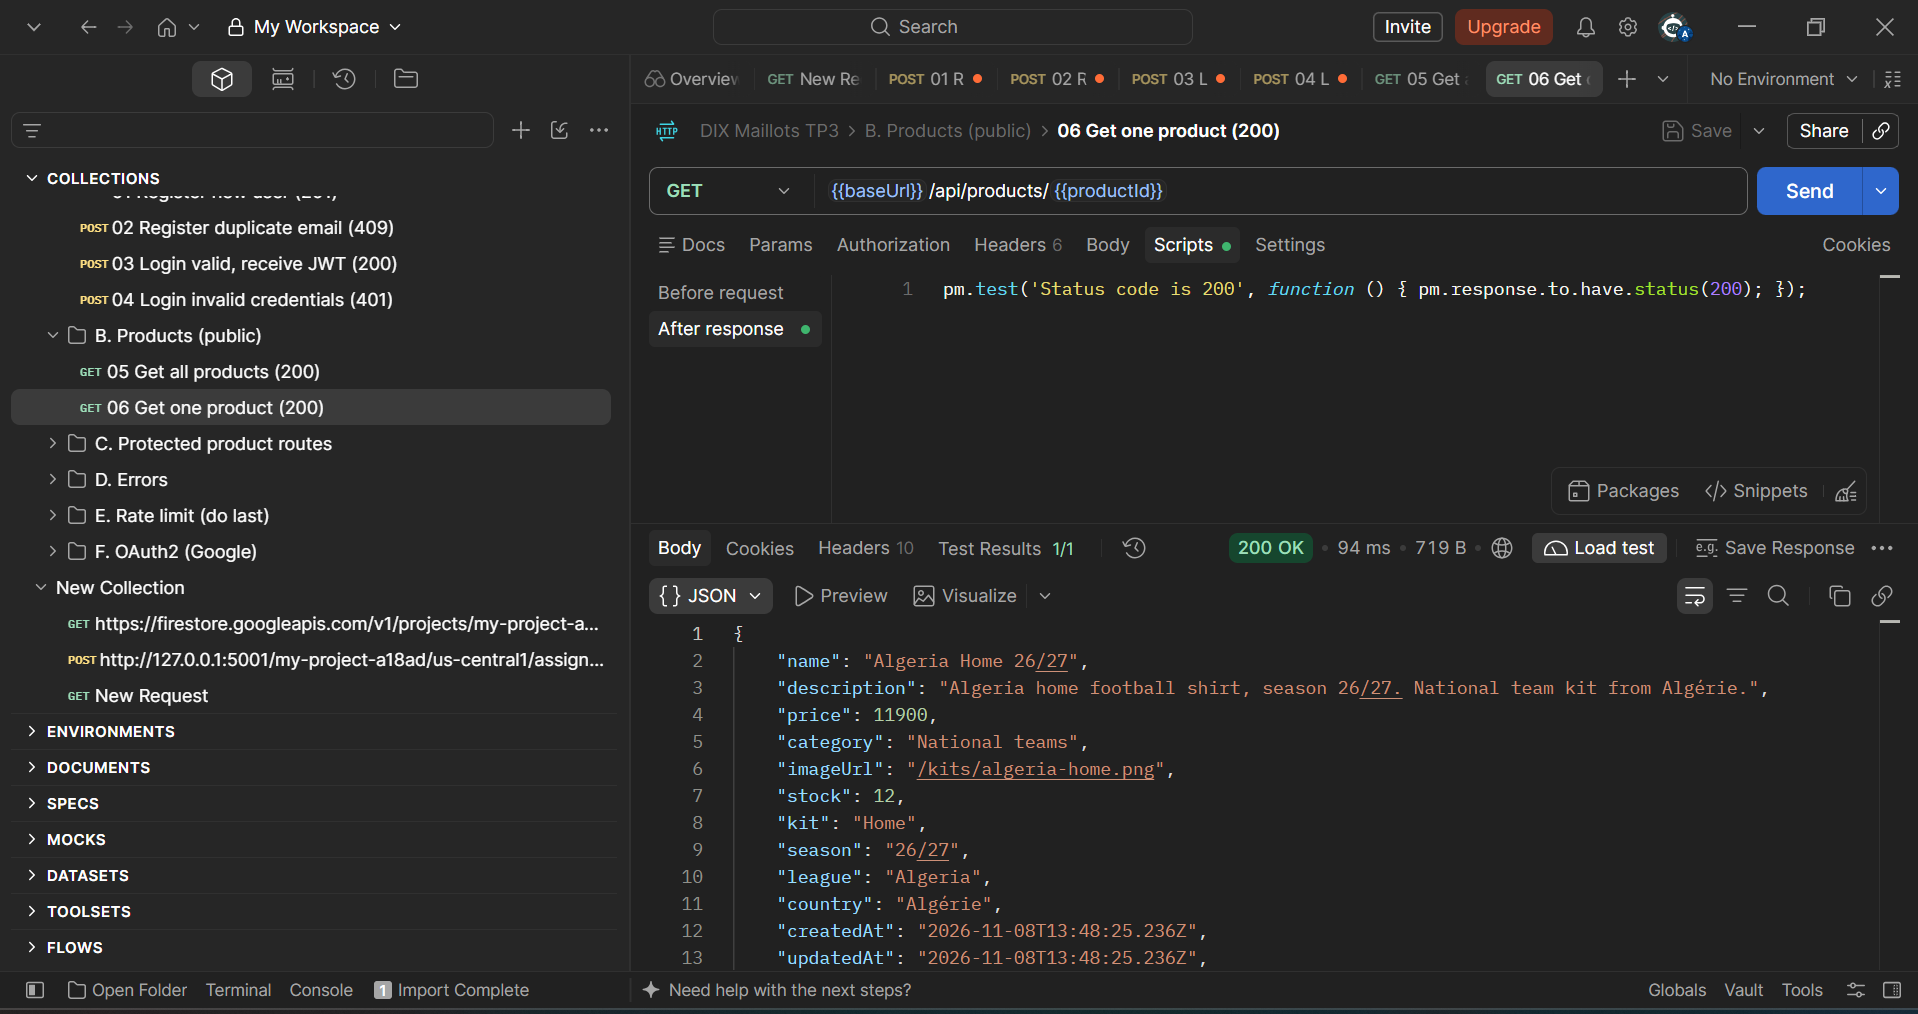 My Workspace
Search
Invite
Upgrade
Overview
GET New Re
POST 01 R
POST 02 R
POST 03 L
POST 04 L
GET 05 Get
GET 06 Get
No Environment
HTTP DIX Maillots TP3 > B. Products (public) > 06 Get one product (200)
Save
Share
GET
{{baseUrl}}/api/products/{{productId}}
Send
Docs Params Authorization Headers 6 Body Scripts Settings
Cookies
Before request
After response
1 pm.test('Status code is 200', function () { pm.response.to.have.status(200); });
Packages
</> Snippets
COLLECTIONS
01 Register new user (201)
POST 02 Register duplicate email (409)
POST 03 Login valid, receive JWT (200)
POST 04 Login invalid credentials (401)
B. Products (public)
GET 05 Get all products (200)
GET 06 Get one product (200)
C. Protected product routes
D. Errors
E. Rate limit (do last)
F. OAuth2 (Google)
New Collection
GET https://firestore.googleapis.com/v1/projects/my-project-a...
POST http://127.0.0.1:5001/my-project-a18ad/us-central1/assign...
GET New Request
ENVIRONMENTS
DOCUMENTS
SPECS
MOCKS
DATASETS
TOOLSETS
FLOWS
Body Cookies Headers 10 Test Results 1/1
200 OK • 94 ms • 719 B
Load test
e.g. Save Response
{} JSON
Preview
Visualize
1 {
2 "name": "Algeria Home 26/27",
3 "description": "Algeria home football shirt, season 26/27. National team kit from Algérie.",
4 "price": 11900,
5 "category": "National teams",
6 "imageUrl": "/kits/algeria-home.png",
7 "stock": 12,
8 "kit": "Home",
9 "season": "26/27",
10 "league": "Algeria",
11 "country": "Algérie",
12 "createdAt": "2026-11-08T13:48:25.236Z",
13 "updatedAt": "2026-11-08T13:48:25.236Z",
Open Folder
Terminal
Console
1 Import Complete
Need help with the next steps?
Globals
Vault
Tools